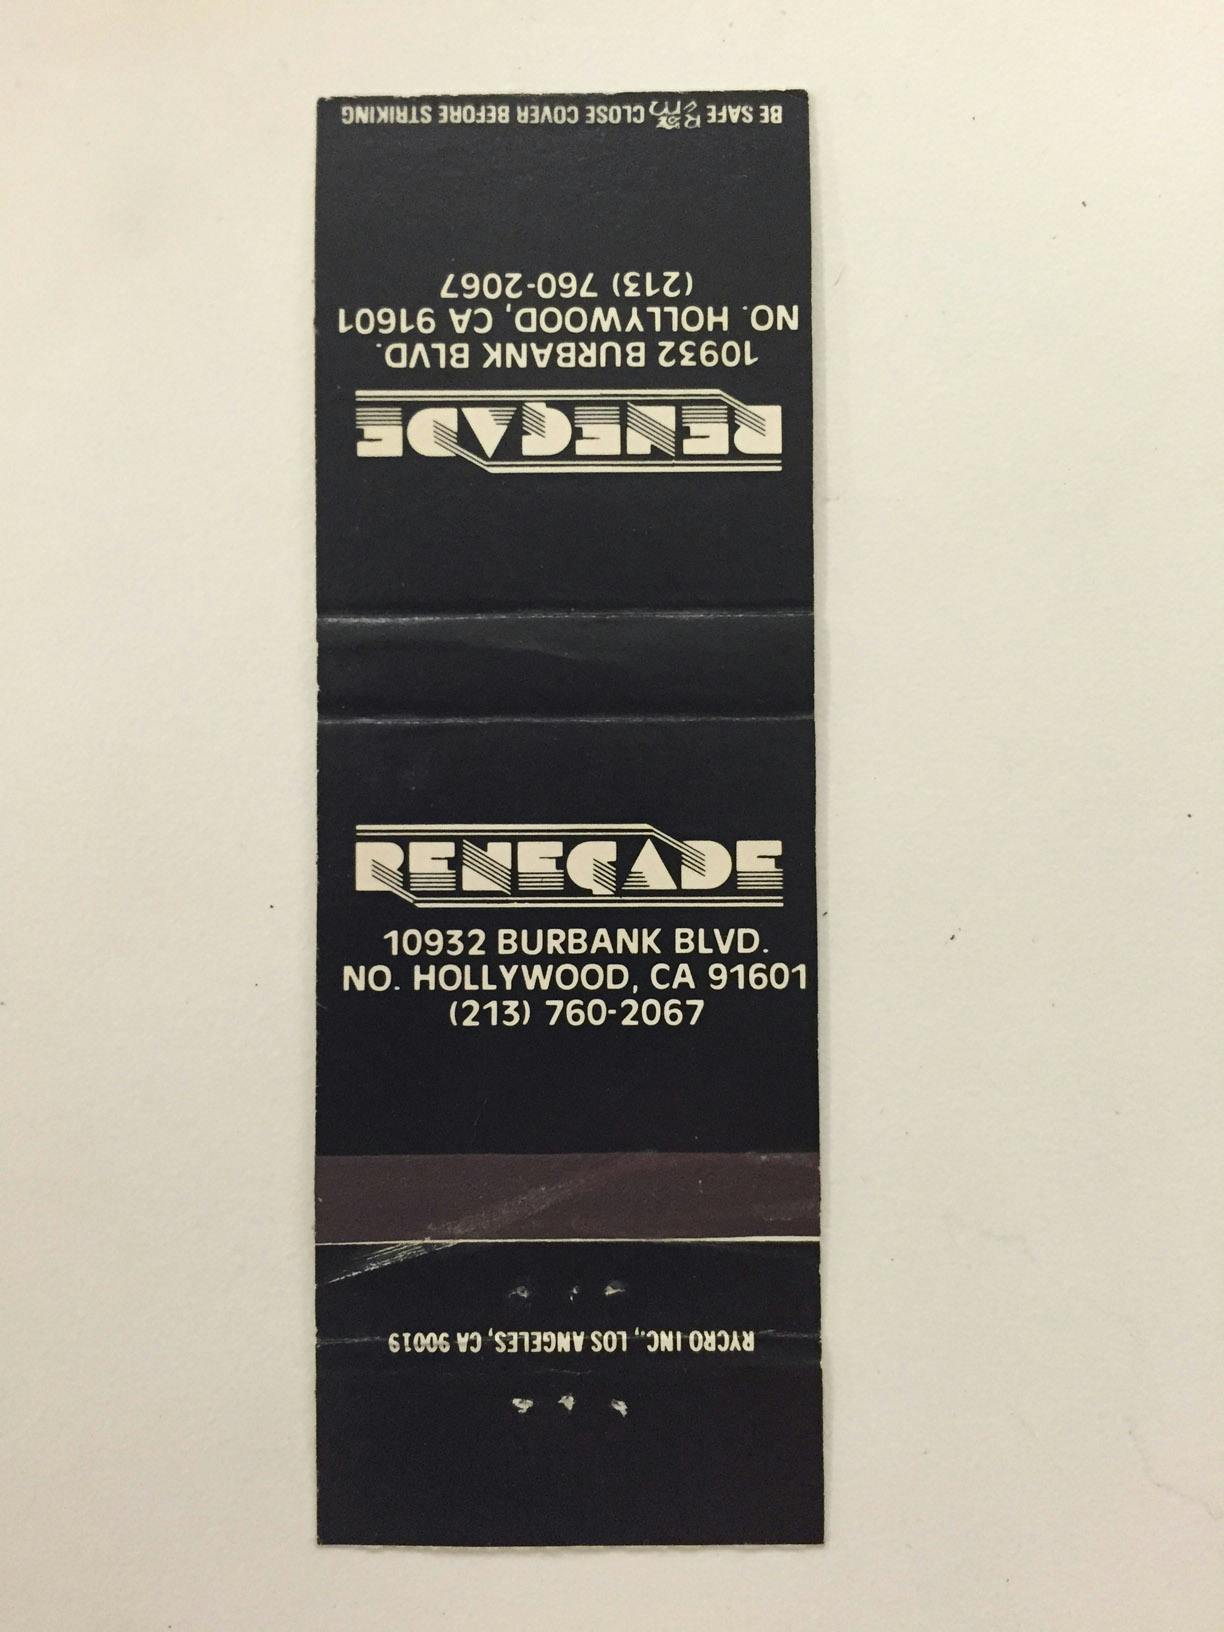 BE SAFE CLOSE COVER BEFORE STRIKING
RENEGADE
10932 BURBANK BLVD.
NO. HOLLYWOOD, CA 91601
(213) 760-2067
RENEGADE
10932 BURBANK BLVD.
NO. HOLLYWOOD, CA 91601
(213) 760-2067
RYCRO INC., LOS ANGELES, CA 90019